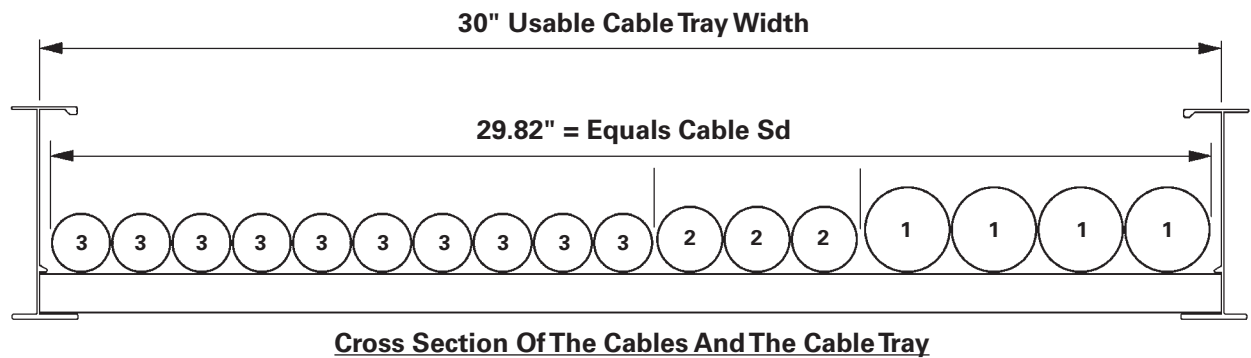 30" Usable Cable Tray Width
29.82" = Equals Cable Sd
3 3 3 3 3 3 3 3 3 3 2 2 2 1 1 1 1
Cross Section Of The Cables And The Cable Tray